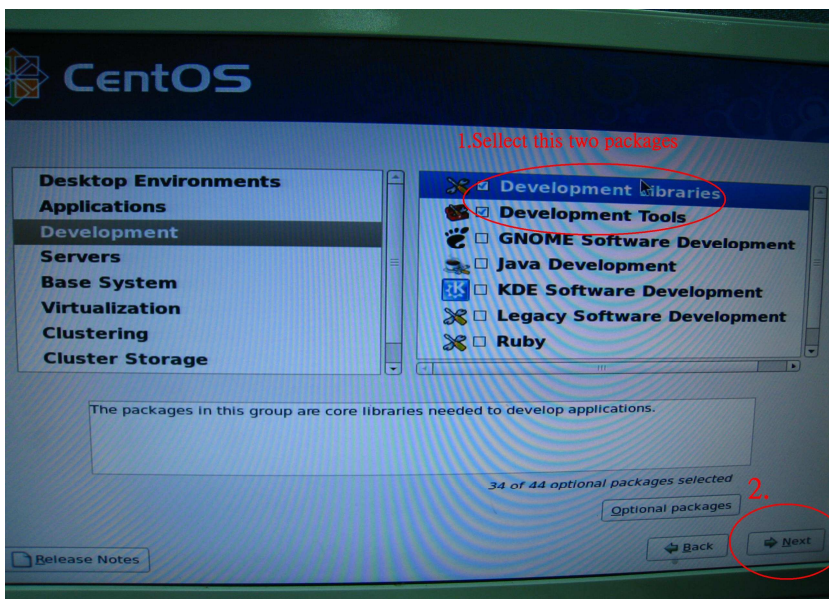 CentOS
1.Sellect this two packages
Desktop Environments
Applications
Development
Servers
Base System
Virtualization
Clustering
Cluster Storage
Development Libraries
Development Tools
GNOME Software Development
Java Development
KDE Software Development
Legacy Software Development
Ruby
The packages in this group are core libraries needed to develop applications.
34 of 44 optional packages selected
2.
Optional packages
Release Notes
Back
Next